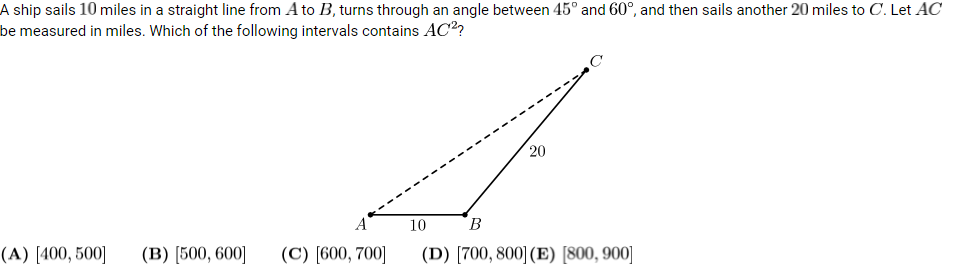 A ship sails 10 miles in a straight line from A to B, turns through an angle between 45° and 60°, and then sails another 20 miles to C. Let AC
be measured in miles. Which of the following intervals contains AC²?
C
20
A 10 B
(A) [400, 500] (B) [500, 600] (C) [600, 700] (D) [700, 800] (E) [800, 900]